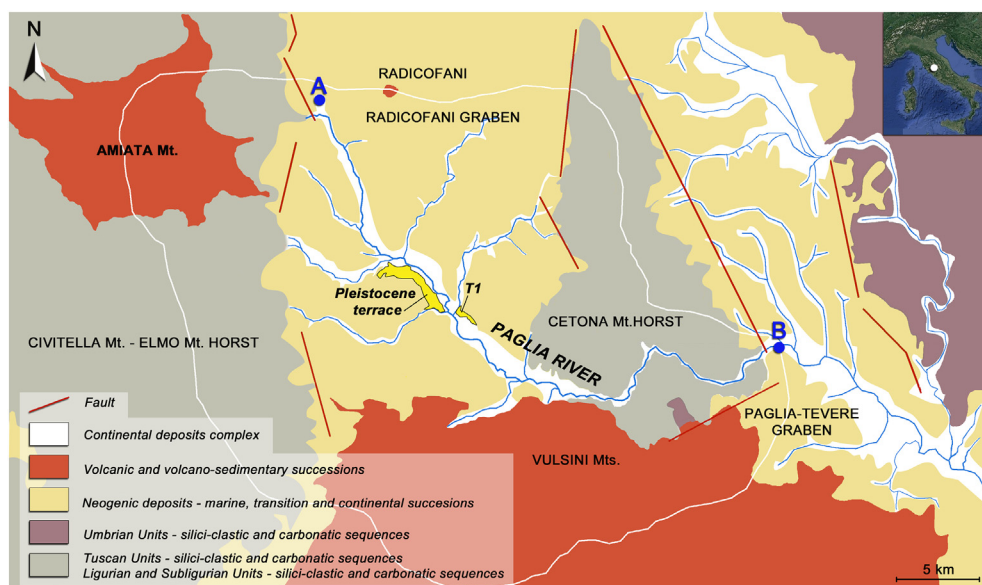 N
A
RADICOFANI
RADICOFANI GRABEN
AMIATA Mt.
Pleistocene
terrace
T1
PAGLIA RIVER
CETONA Mt.HORST
B
CIVITELLA Mt. - ELMO Mt. HORST
PAGLIA-TEVERE
GRABEN
VULSINI Mts.
Fault
Continental deposits complex
Volcanic and volcano-sedimentary successions
Neogenic deposits - marine, transition and continental succesions
Umbrian Units - silici-clastic and carbonatic sequences
Tuscan Units - silici-clastic and carbonatic sequences
Ligurian and Subligurian Units - silici-clastic and carbonatic sequences
5 km